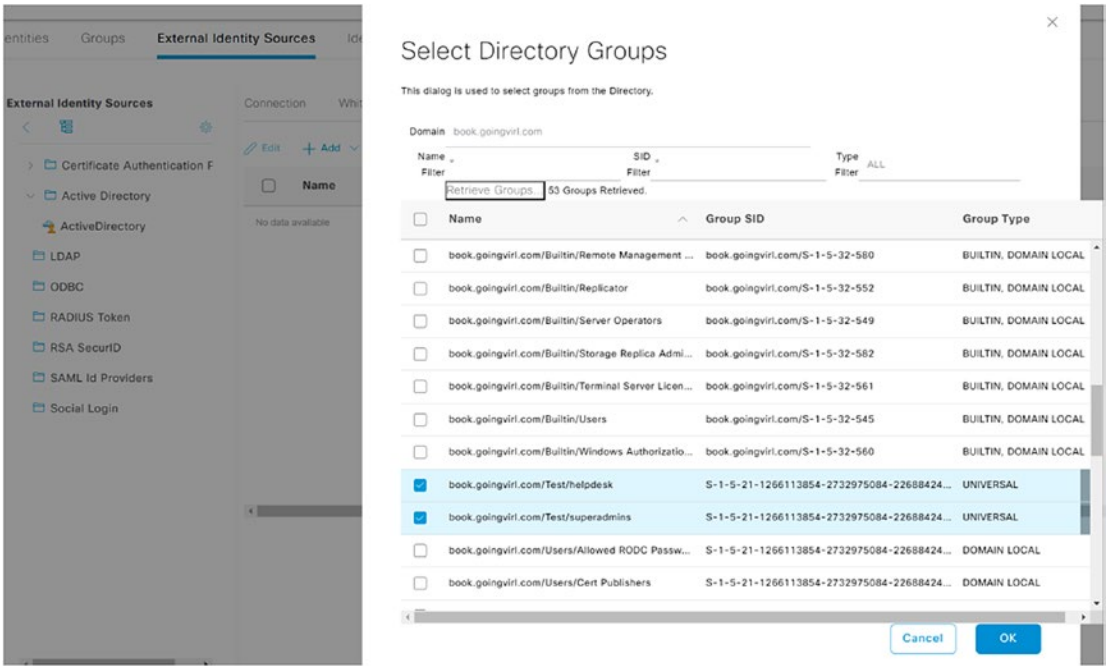 entities Groups External Identity Sources Ide
External Identity Sources
Certificate Authentication F
Active Directory
ActiveDirectory
LDAP
ODBC
RADIUS Token
RSA SecurID
SAML Id Providers
Social Login
Connection Whit
Edit + Add
Name
No data available
Select Directory Groups
This dialog is used to select groups from the Directory.
Domain book.goingvirl.com
Name * SID * Type ALL
Filter Filter Filter
Retrieve Groups... 53 Groups Retrieved.
Name Group SID Group Type
book.goingvirl.com/Builtin/Remote Management ... book.goingvirl.com/S-1-5-32-580 BUILTIN, DOMAIN LOCAL
book.goingvirl.com/Builtin/Replicator book.goingvirl.com/S-1-5-32-552 BUILTIN, DOMAIN LOCAL
book.goingvirl.com/Builtin/Server Operators book.goingvirl.com/S-1-5-32-549 BUILTIN, DOMAIN LOCAL
book.goingvirl.com/Builtin/Storage Replica Admi... book.goingvirl.com/S-1-5-32-582 BUILTIN, DOMAIN LOCAL
book.goingvirl.com/Builtin/Terminal Server Licen... book.goingvirl.com/S-1-5-32-561 BUILTIN, DOMAIN LOCAL
book.goingvirl.com/Builtin/Users book.goingvirl.com/S-1-5-32-545 BUILTIN, DOMAIN LOCAL
book.goingvirl.com/Builtin/Windows Authorizatio... book.goingvirl.com/S-1-5-32-560 BUILTIN, DOMAIN LOCAL
book.goingvirl.com/Test/helpdesk S-1-5-21-1266113854-2732975084-22688424... UNIVERSAL
book.goingvirl.com/Test/superadmins S-1-5-21-1266113854-2732975084-22688424... UNIVERSAL
book.goingvirl.com/Users/Allowed RODC Passw... S-1-5-21-1266113854-2732975084-22688424... DOMAIN LOCAL
book.goingvirl.com/Users/Cert Publishers S-1-5-21-1266113854-2732975084-22688424... DOMAIN LOCAL
Cancel OK